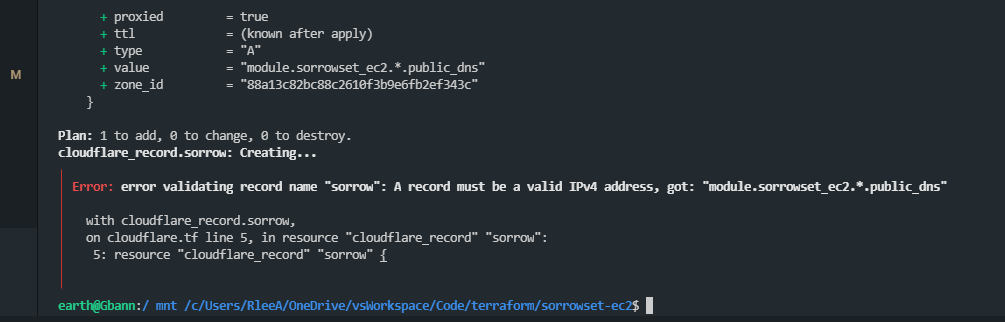 + proxied = true
+ ttl = (known after apply)
M
+ type = "A"
+ value = "module.sorrowset_ec2.*.public_dns"
+ zone_id = "88a13c82bc88c2610f3b9e6fb2ef343c"
}
Plan: 1 to add, 0 to change, 0 to destroy.
cloudflare_record.sorrow: Creating...
Error: error validating record name "sorrow": A record must be a valid IPv4 address, got: "module.sorrowset_ec2.*.public_dns"
with cloudflare_record.sorrow,
on cloudflare.tf line 5, in resource "cloudflare_record" "sorrow":
5: resource "cloudflare_record" "sorrow" {
earth@Gbann:/ mnt /c/Users/RleeA/OneDrive/vsWorkspace/Code/terraform/sorrowset-ec2$